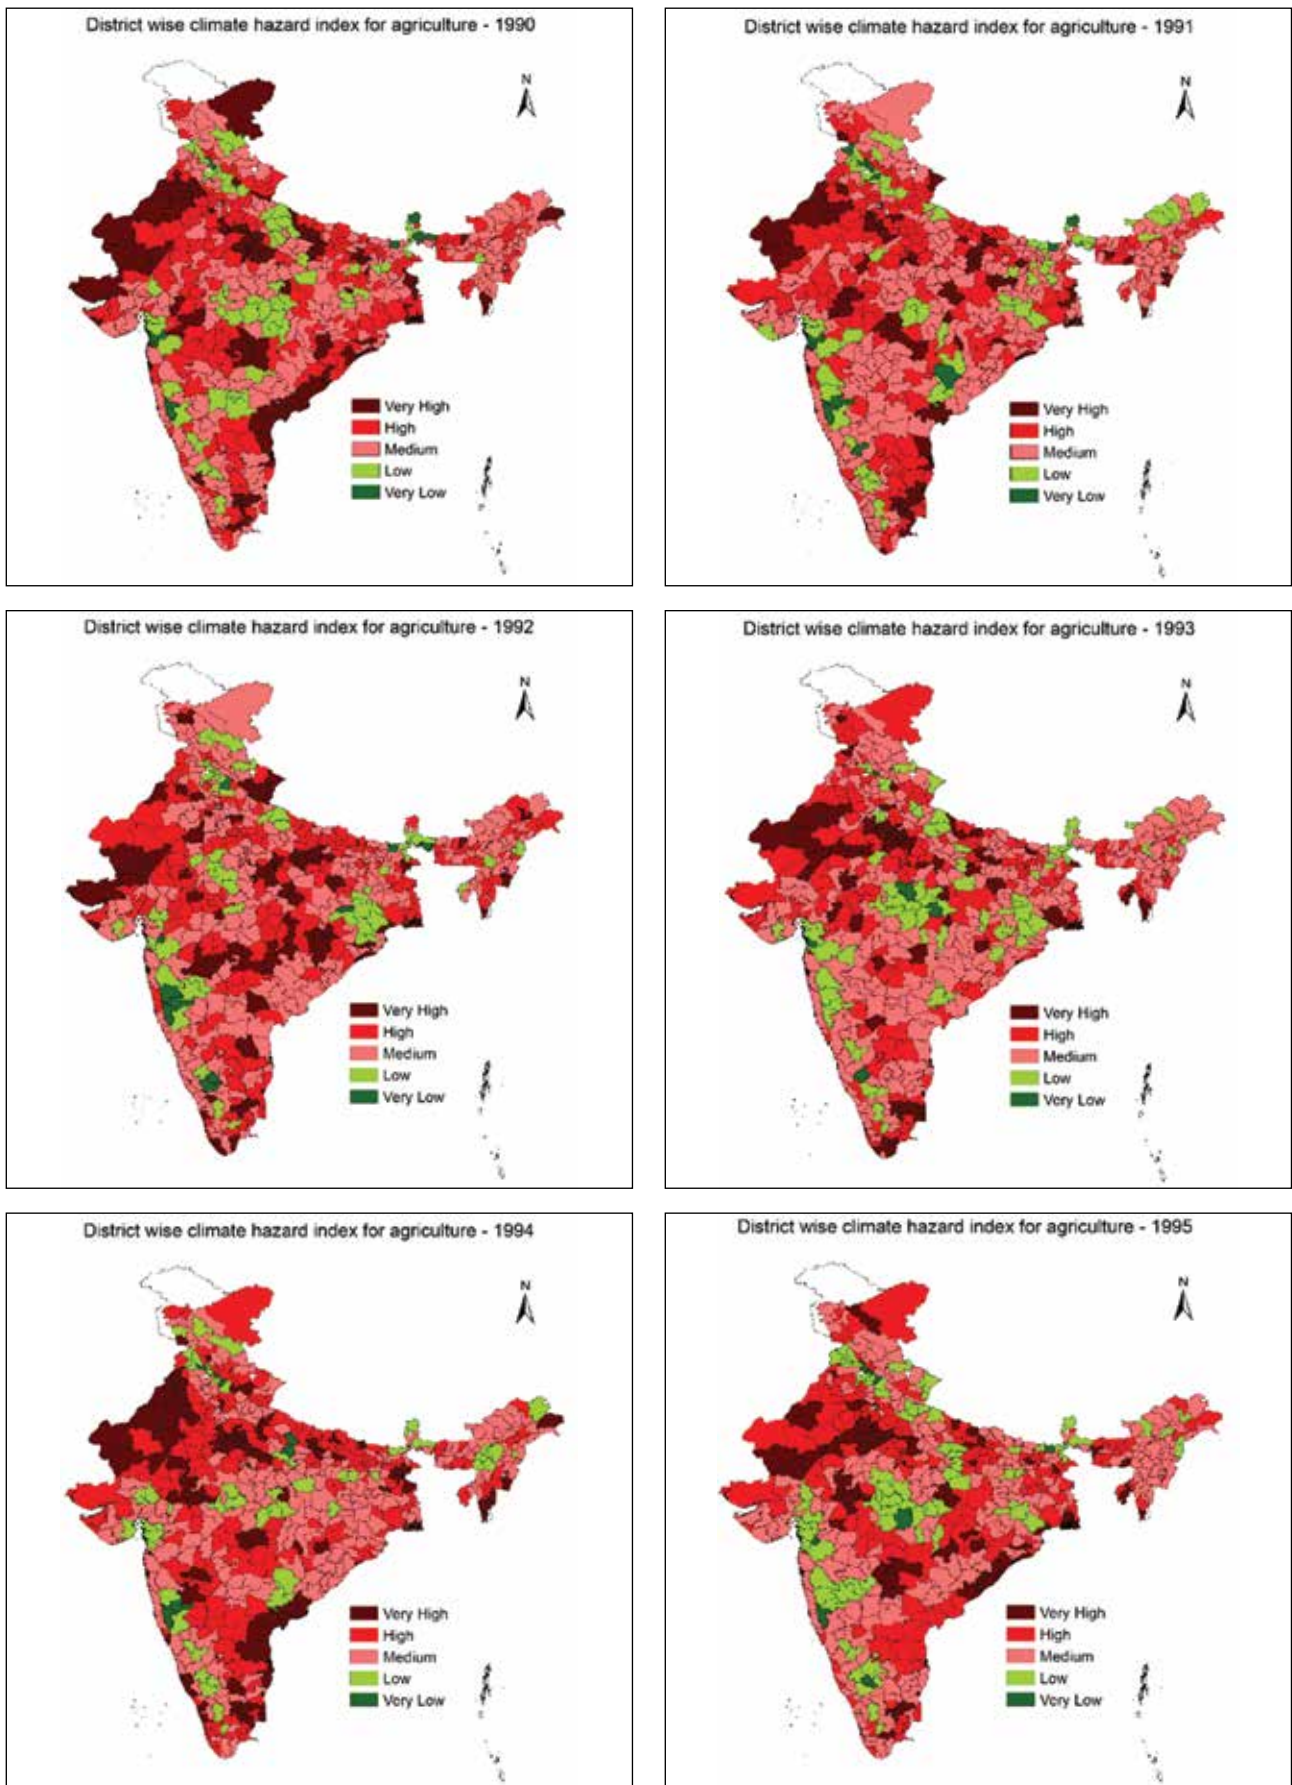 District wise climate hazard index for agriculture - 1990
N
Very High
High
Medium
Low
Very Low
District wise climate hazard index for agriculture - 1991
N
Very High
High
Medium
Low
Very Low
District wise climate hazard index for agriculture - 1992
N
Very High
High
Medium
Low
Very Low
District wise climate hazard index for agriculture - 1993
N
Very High
High
Medium
Low
Very Low
District wise climate hazard index for agriculture - 1994
N
Very High
High
Medium
Low
Very Low
District wise climate hazard index for agriculture - 1995
N
Very High
High
Medium
Low
Very Low